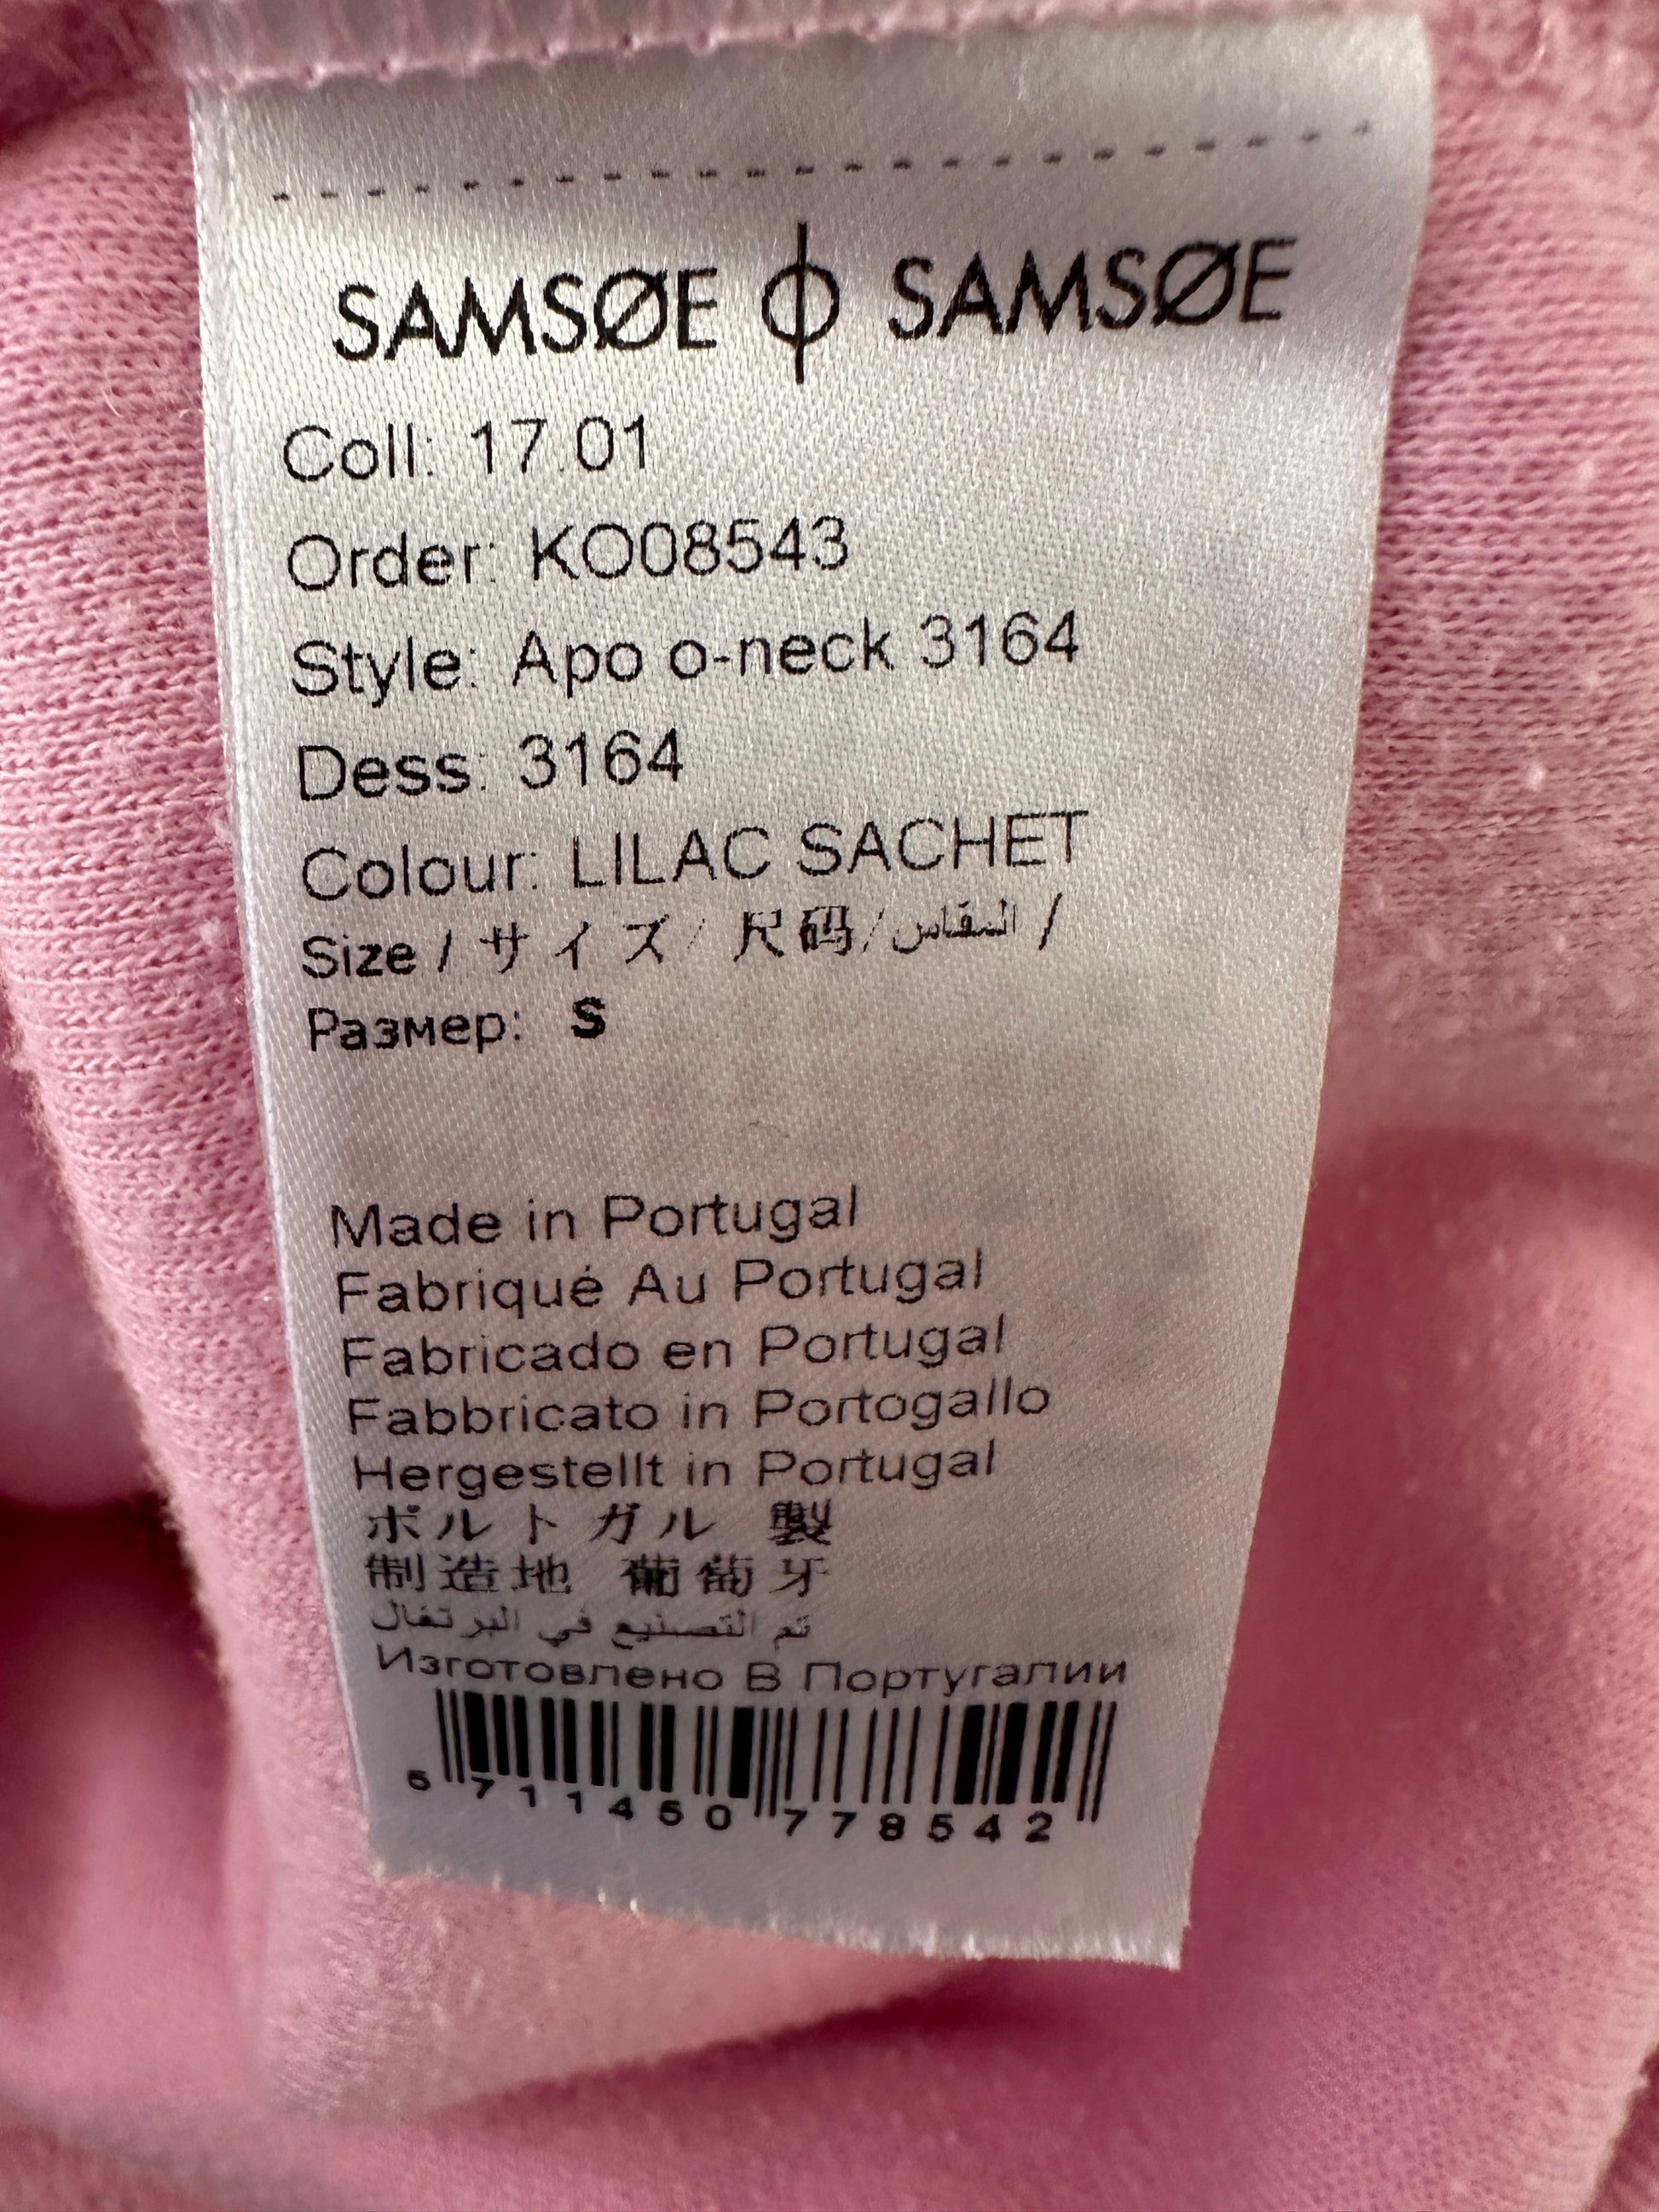 SAMSØE ϕ SAMSØE
Coll: 17.01
Order: KO08543
Style: Apo o-neck 3164
Dess: 3164
Colour: LILAC SACHET
Size / サイズ/ 尺码/المقاس /
Размер: S
Made in Portugal
Fabriqué Au Portugal
Fabricado en Portugal
Fabbricato in Portogallo
Hergestellt in Portugal
ポルトガル 製
制造地 葡萄牙
تم التصنيع في البرتغال
Изготовлено В Португалии
5 711450 778542